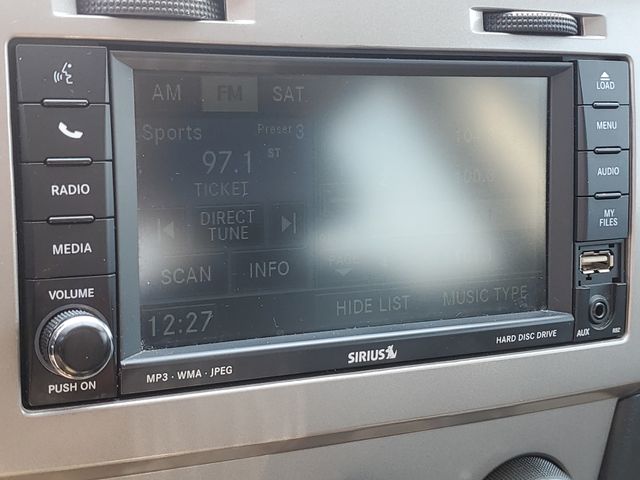 AM FM SAT
Sports Preset 3
97.1 ST
TICKET
DIRECT
TUNE
SCAN INFO
PAGE
HIDE LIST MUSIC TYPE
12:27
RADIO
MEDIA
VOLUME
PUSH ON
LOAD
MENU
AUDIO
MY
FILES
AUX
MP3 · WMA · JPEG
SIRIUS
HARD DISC DRIVE